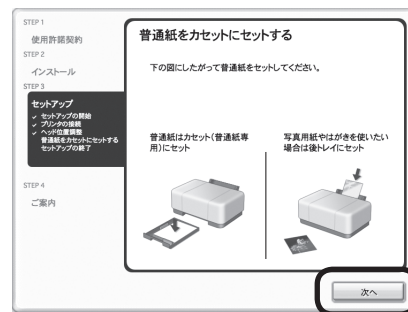 STEP 1
使用許諾契約
STEP 2
インストール
STEP 3
セットアップ
✓ セットアップの開始
✓ プリンタの接続
✓ ヘッド位置調整
普通紙をカセットにセットする
セットアップの終了
STEP 4
ご案内
普通紙をカセットにセットする
下の図にしたがって普通紙をセットしてください。
普通紙はカセット(普通紙専
用)にセット
写真用紙やはがきを使いたい
場合は後トレイにセット
次へ